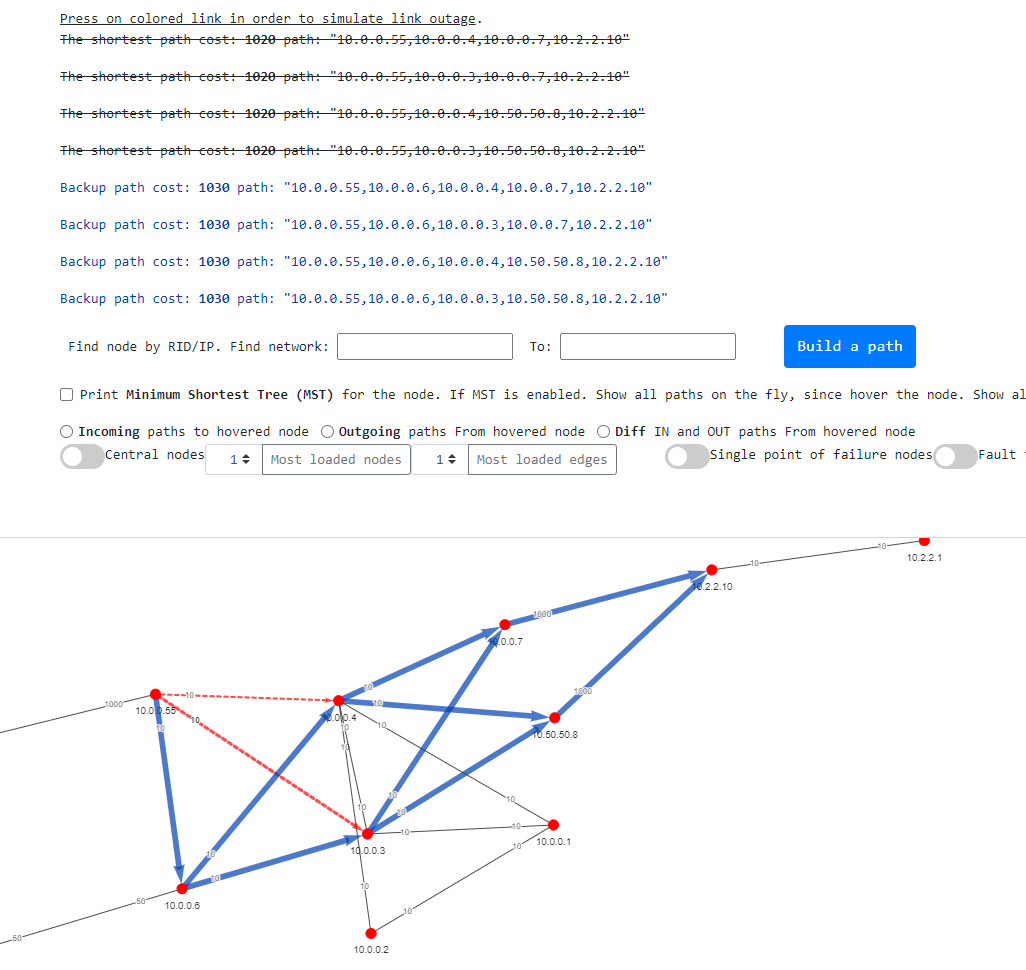 Press on colored link in order to simulate link outage.
The shortest path cost: 1020 path: "10.0.0.55,10.0.0.4,10.0.0.7,10.2.2.10"
The shortest path cost: 1020 path: "10.0.0.55,10.0.0.3,10.0.0.7,10.2.2.10"
The shortest path cost: 1020 path: "10.0.0.55,10.0.0.4,10.50.50.8,10.2.2.10"
The shortest path cost: 1020 path: "10.0.0.55,10.0.0.3,10.50.50.8,10.2.2.10"
Backup path cost: 1030 path: "10.0.0.55,10.0.0.6,10.0.0.4,10.0.0.7,10.2.2.10"
Backup path cost: 1030 path: "10.0.0.55,10.0.0.6,10.0.0.3,10.0.0.7,10.2.2.10"
Backup path cost: 1030 path: "10.0.0.55,10.0.0.6,10.0.0.4,10.50.50.8,10.2.2.10"
Backup path cost: 1030 path: "10.0.0.55,10.0.0.6,10.0.0.3,10.50.50.8,10.2.2.10"
Find node by RID/IP. Find network: To: Build a path
Print Minimum Shortest Tree (MST) for the node. If MST is enabled. Show all paths on the fly, since hover the node. Show al
Incoming paths to hovered node Outgoing paths From hovered node Diff IN and OUT paths From hovered node
Central nodes 1 Most loaded nodes 1 Most loaded edges Single point of failure nodes Fault
10
10.2.2.1
10
10.2.2.10
1000
10.0.0.7
10
10
1000
1000
10.0.0.55
10
10
10.0.0.4
10
10
10
10
10.50.50.8
10
10
10
10
10
10
10
10
10.0.0.1
10
10.0.0.3
10
10
10
50
10.0.0.6
10
50
10.0.0.2